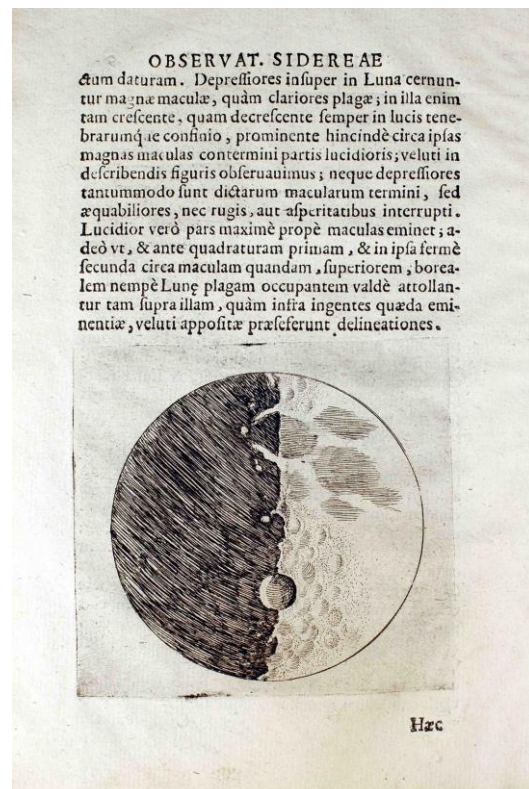 OBSERVAT. SIDEREAE
ctum daturam. Depreſſiores inſuper in Luna cernun-
tur magnæ maculæ, quàm clariores plagæ; in illa enim
tam creſcente, quam decreſcente ſemper in lucis tene-
brarumq́ue confinio, prominente hincindè circa ipſas
magnas maculas contermini partis lucidioris; veluti in
deſcribendis figuris obſeruauimus; neque depreſſiores
tantummodo ſunt dictarum macularum termini, ſed
æquabiliores, nec rugis, aut aſperitatibus interrupti.
Lucidior verò pars maximè propè maculas eminet; a-
deò vt, & ante quadraturam primam, & in ipſa fermè
ſecunda circa maculam quandam, ſuperiorem, borea-
lem nempè Lunę plagam occupantem valdè attollan-
tur tam ſupra illam, quàm infra ingentes quæda emi-
nentiæ, veluti appoſitæ præſeferunt delineationes.
Hæc